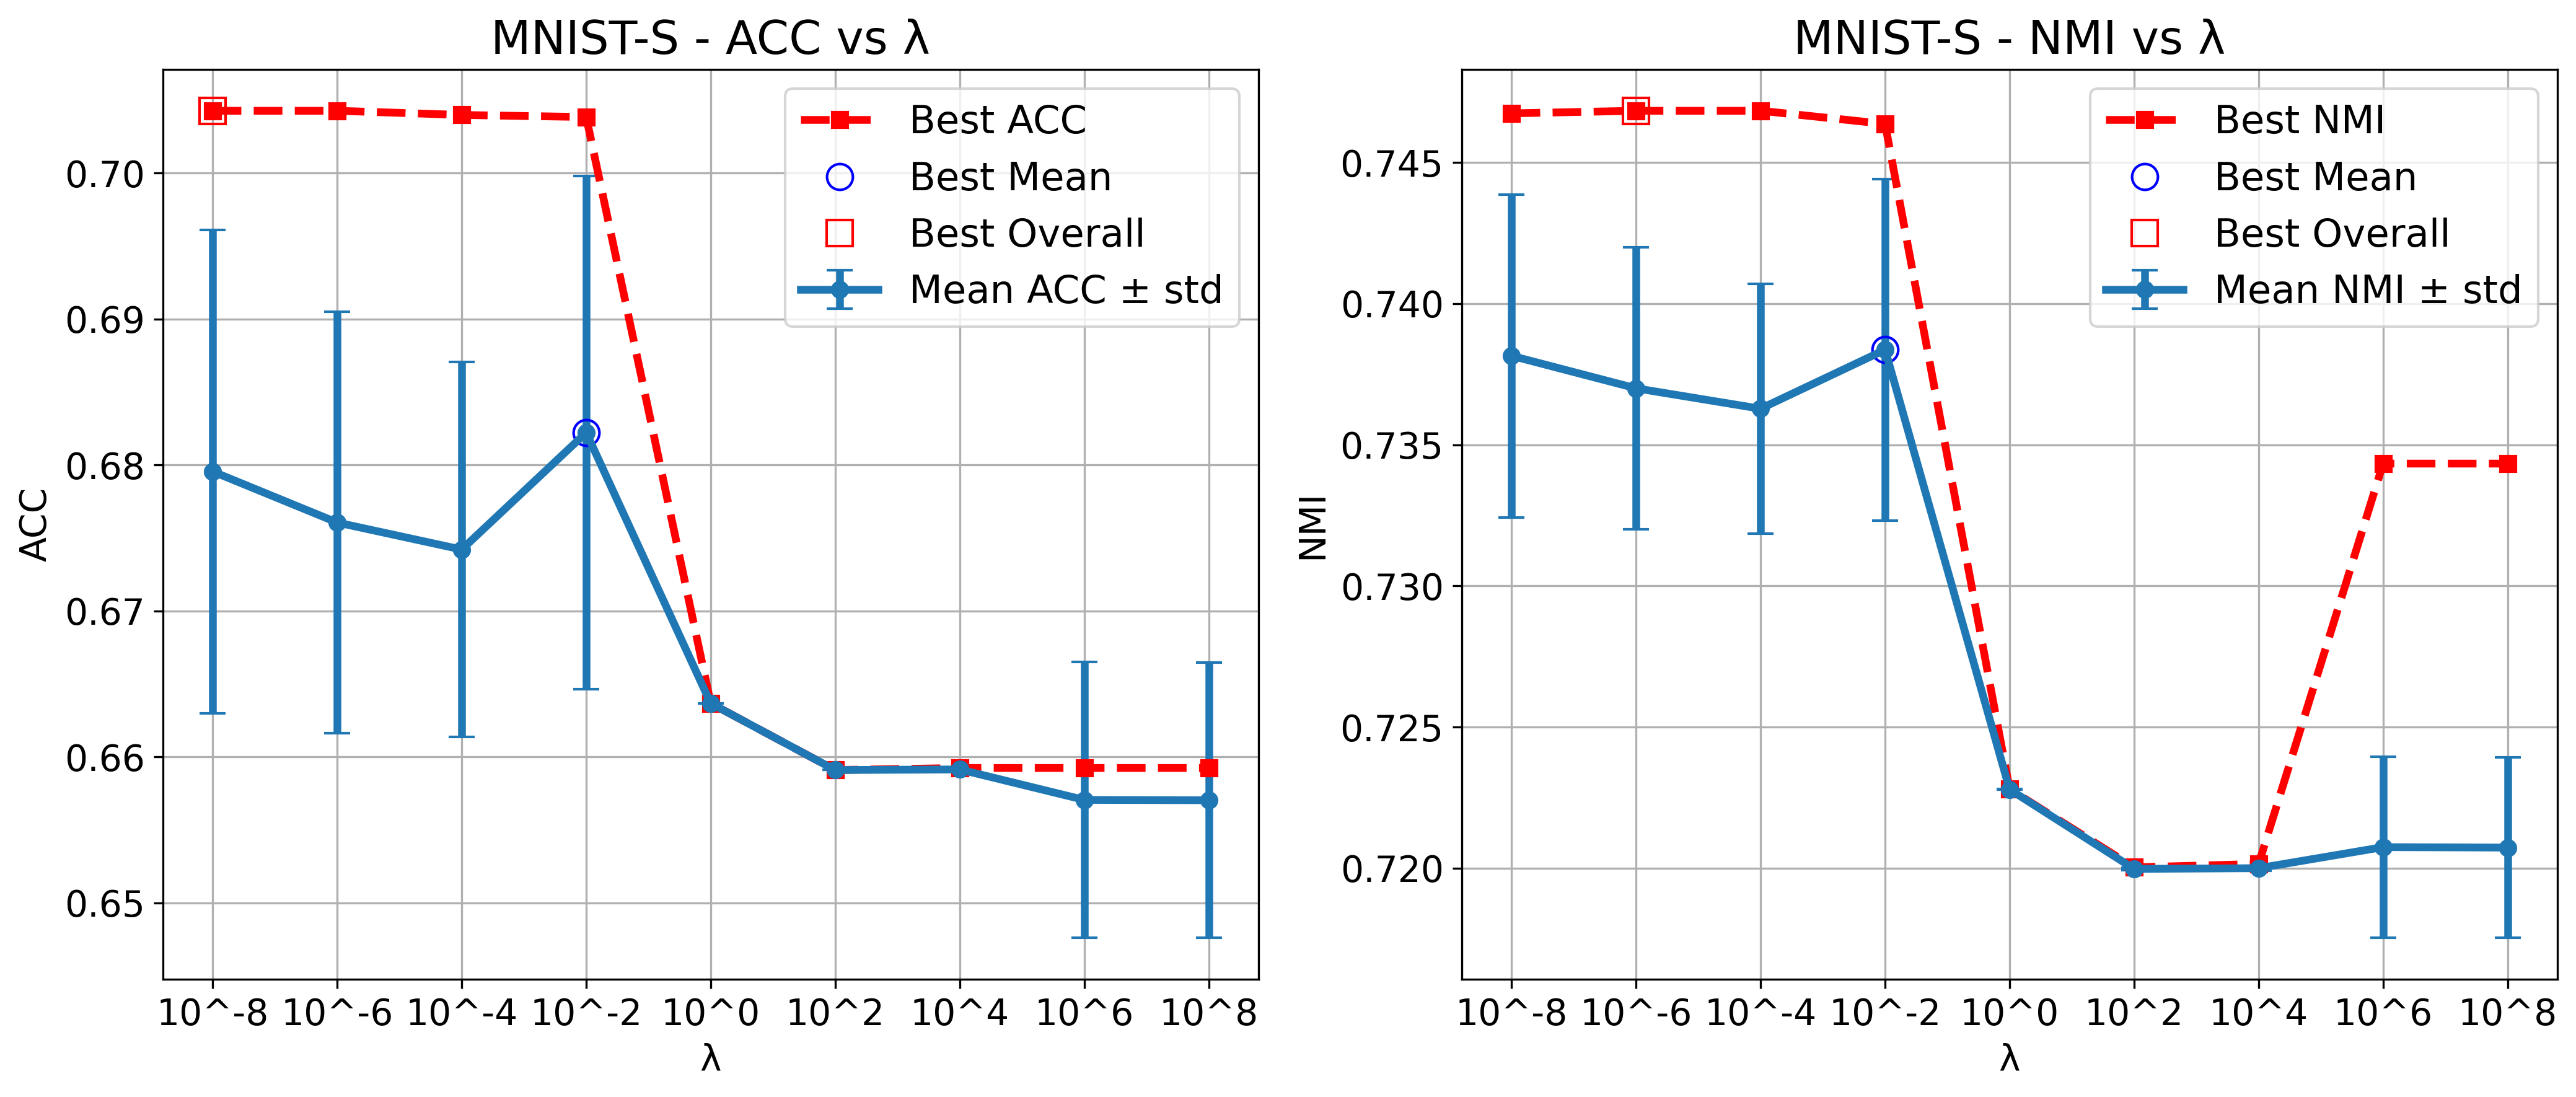 MNIST-S - ACC vs λ
ACC
0.70
0.69
0.68
0.67
0.66
0.65
Best ACC
Best Mean
Best Overall
Mean ACC ± std
10^-8 10^-6 10^-4 10^-2 10^0 10^2 10^4 10^6 10^8
λ
MNIST-S - NMI vs λ
NMI
0.745
0.740
0.735
0.730
0.725
0.720
Best NMI
Best Mean
Best Overall
Mean NMI ± std
10^-8 10^-6 10^-4 10^-2 10^0 10^2 10^4 10^6 10^8
λ